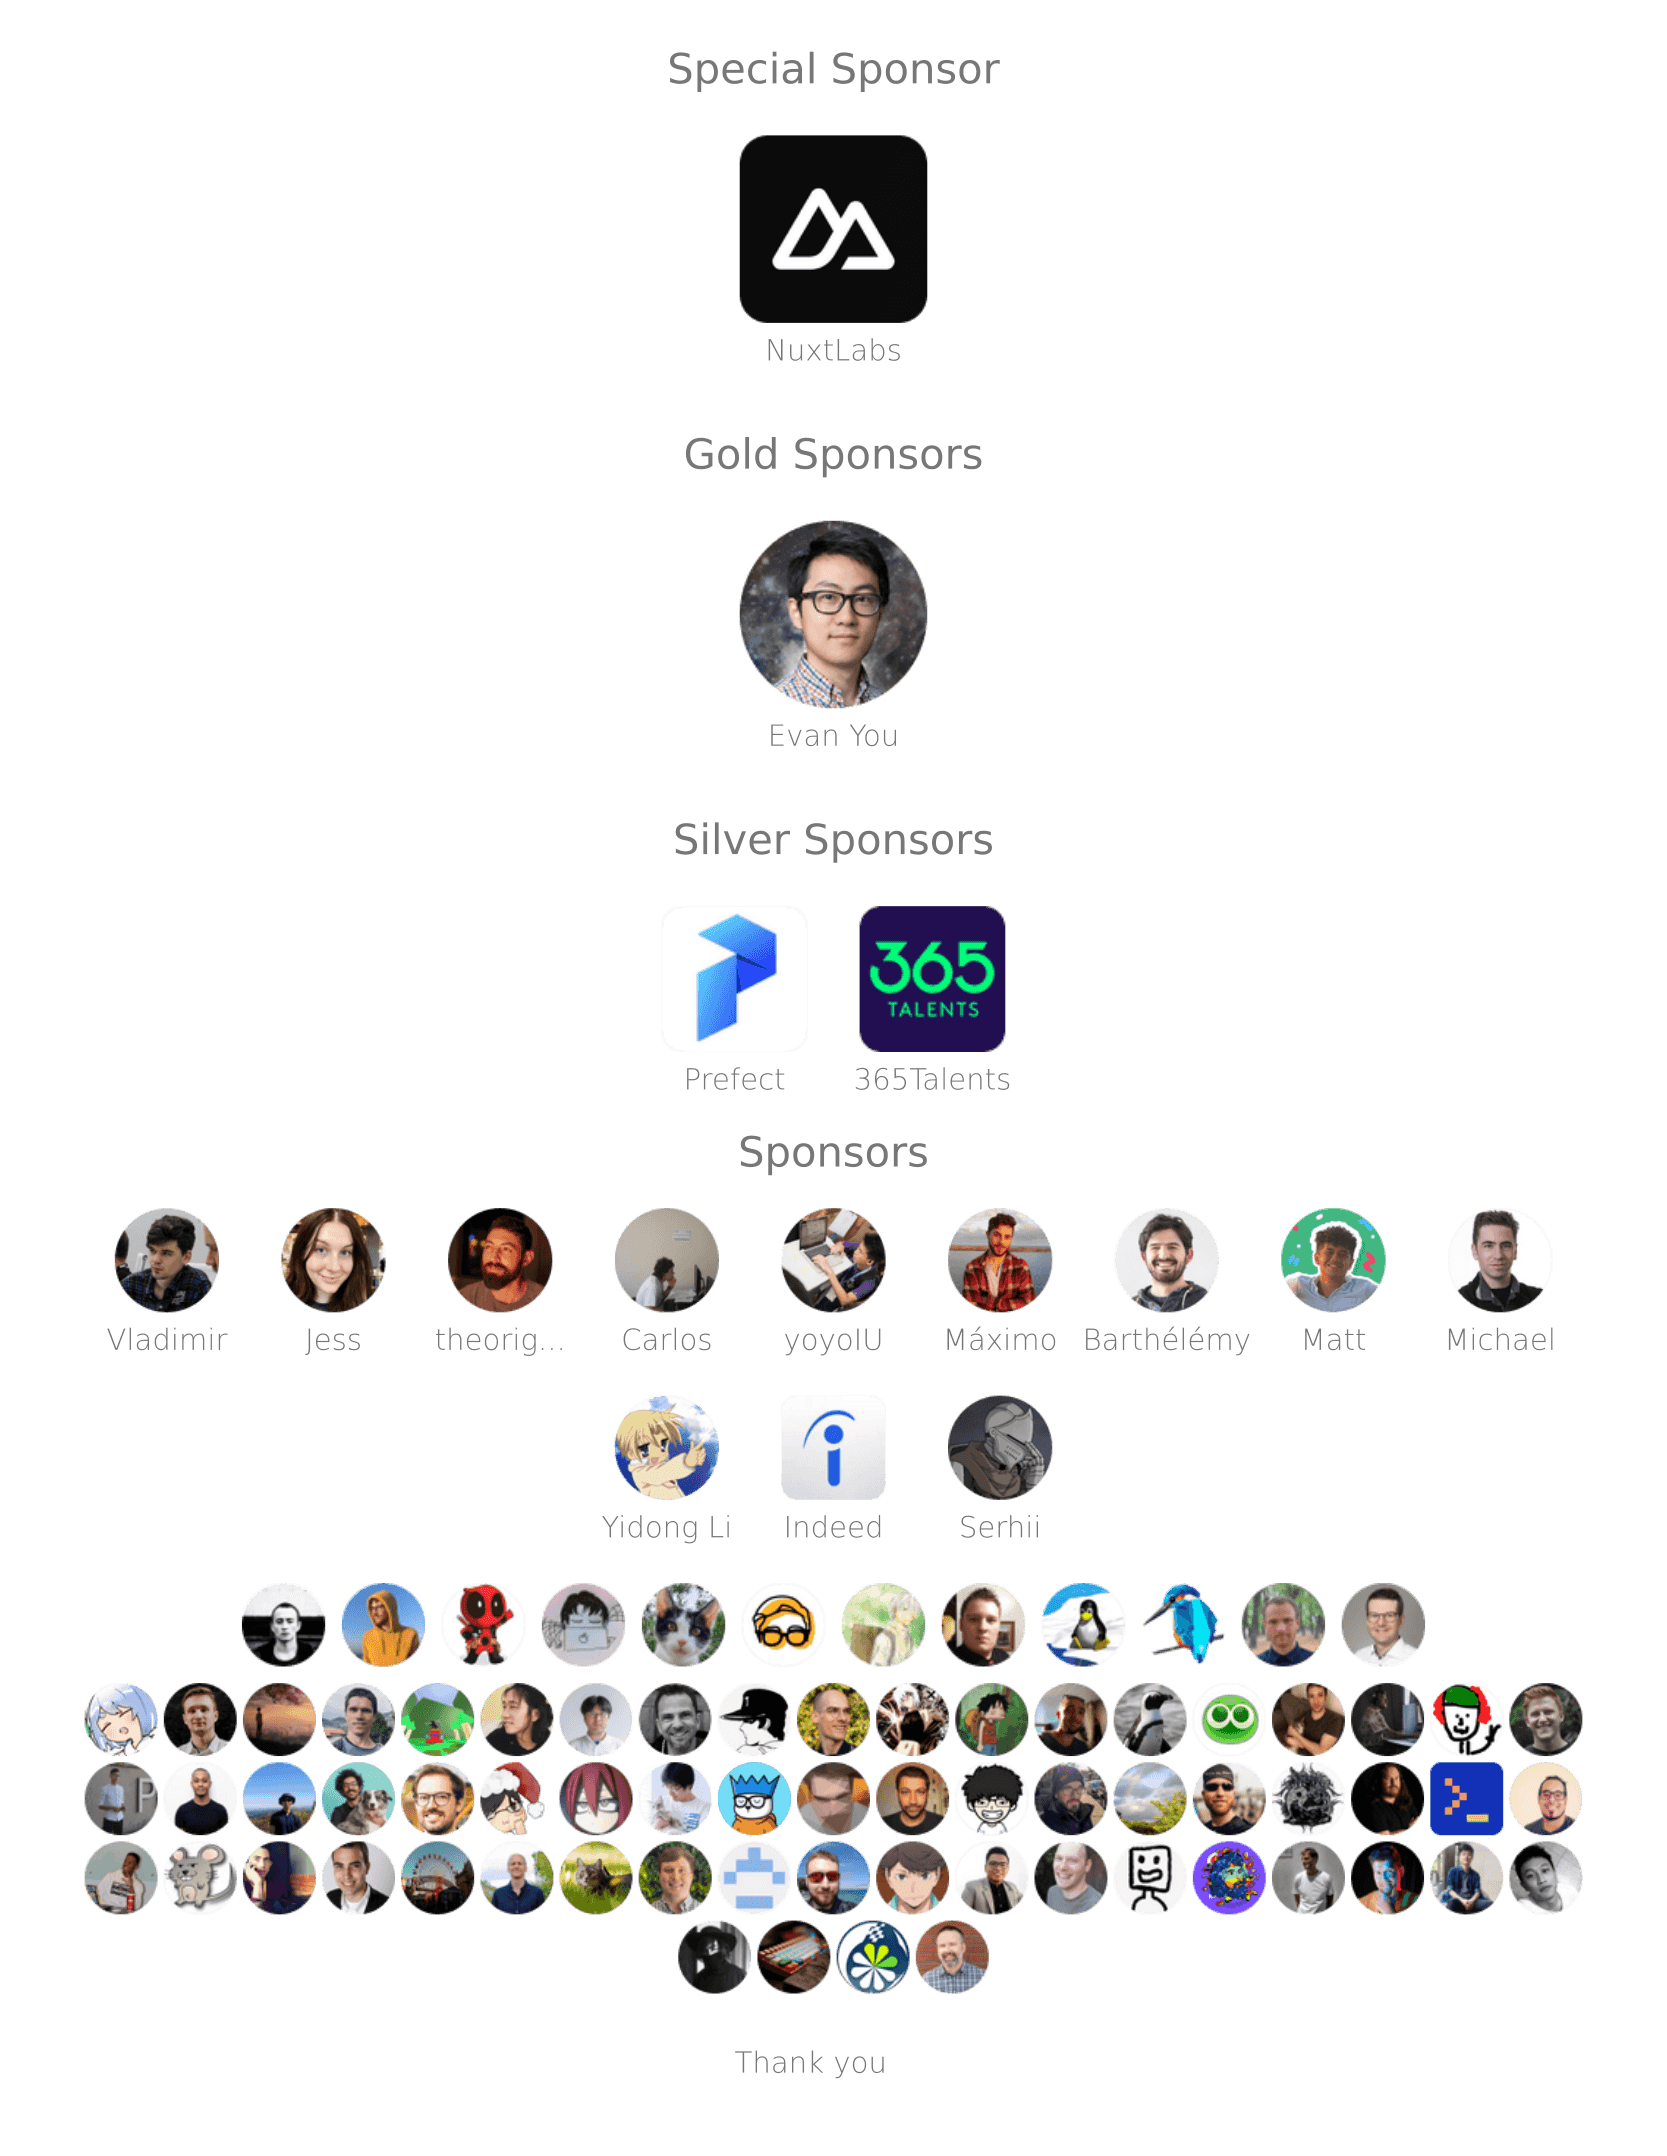 Special Sponsor
NuxtLabs
Gold Sponsors
Evan You
Silver Sponsors
365
TALENTS
Prefect 365Talents
Sponsors
Vladimir Jess theorig... Carlos yoyoIU Máximo Barthélémy Matt Michael
Yidong Li Indeed Serhii
Thank you